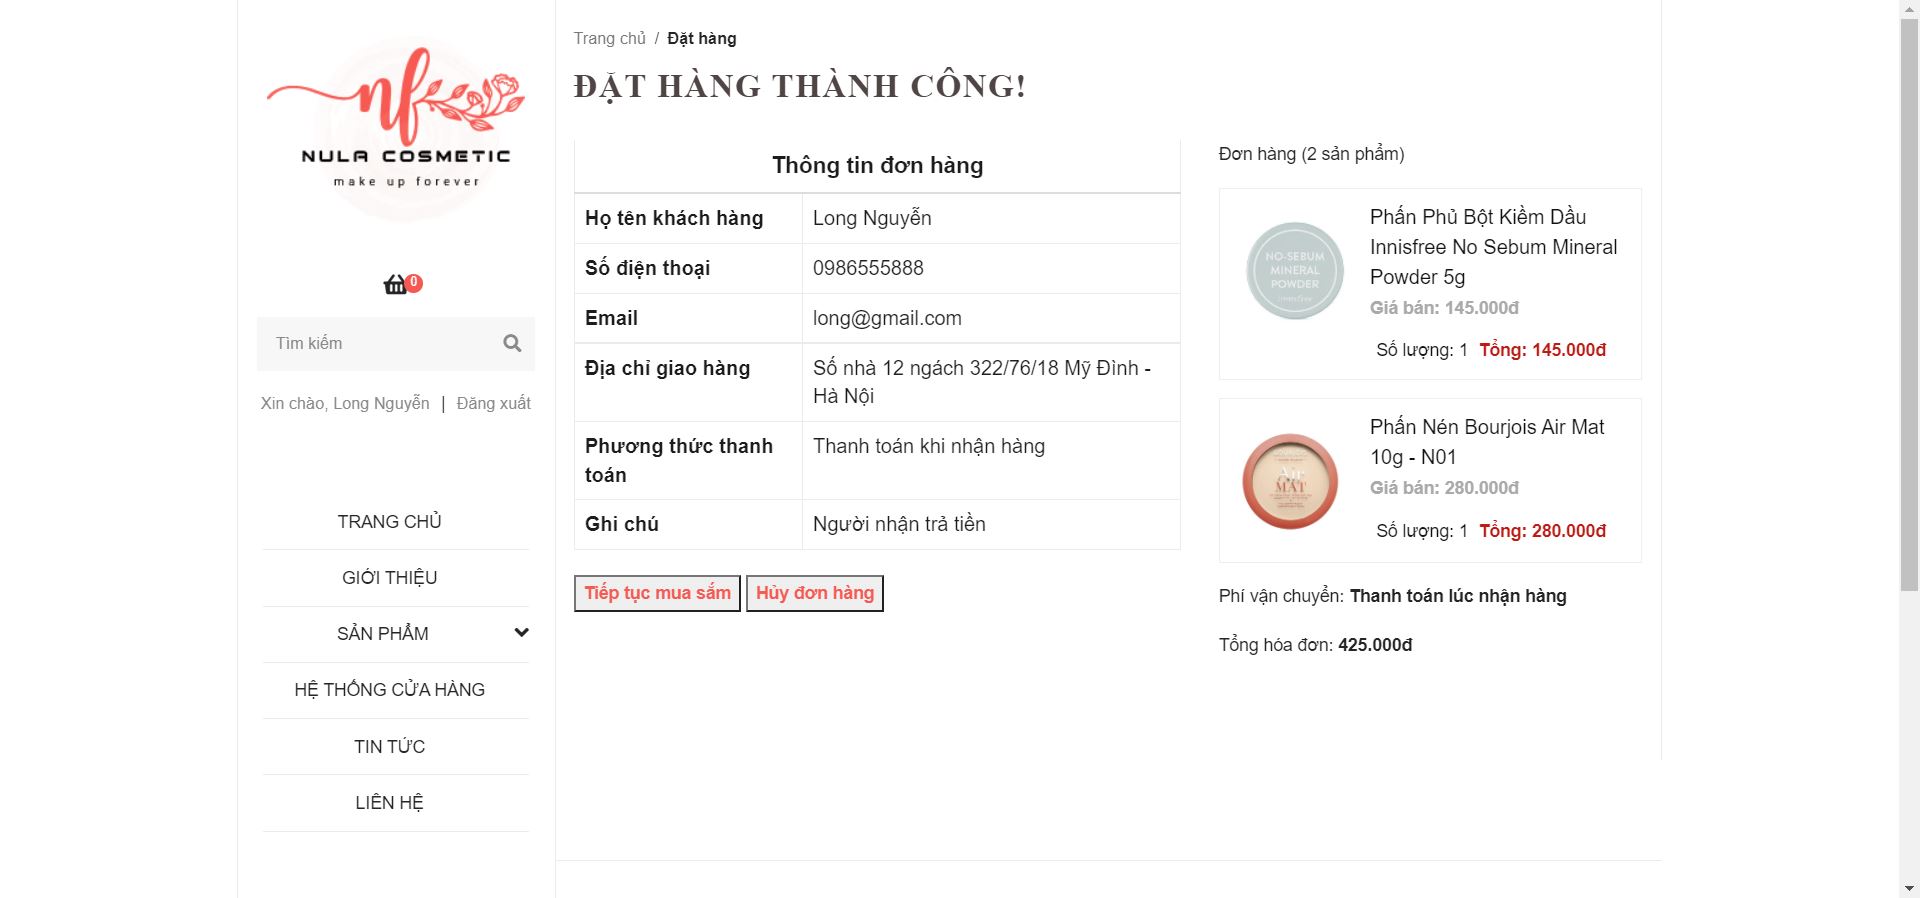 nf
NULA COSMETIC
make up forever
0
Tìm kiếm
Xin chào, Long Nguyễn | Đăng xuất
TRANG CHỦ
GIỚI THIỆU
SẢN PHẨM
HỆ THỐNG CỬA HÀNG
TIN TỨC
LIÊN HỆ
Trang chủ / Đặt hàng
ĐẶT HÀNG THÀNH CÔNG!
Thông tin đơn hàng
Họ tên khách hàng Long Nguyễn
Số điện thoại 0986555888
Email long@gmail.com
Địa chỉ giao hàng Số nhà 12 ngách 322/76/18 Mỹ Đình -
Hà Nội
Phương thức thanh Thanh toán khi nhận hàng
toán
Ghi chú Người nhận trả tiền
Tiếp tục mua sắm Hủy đơn hàng
Đơn hàng (2 sản phẩm)
NO-SEBUM
MINERAL
POWDER
innisfree
Phấn Phủ Bột Kiềm Dầu
Innisfree No Sebum Mineral
Powder 5g
Giá bán: 145.000đ
Số lượng: 1 Tổng: 145.000đ
Air
MAT
Phấn Nén Bourjois Air Mat
10g - N01
Giá bán: 280.000đ
Số lượng: 1 Tổng: 280.000đ
Phí vận chuyển: Thanh toán lúc nhận hàng
Tổng hóa đơn: 425.000đ